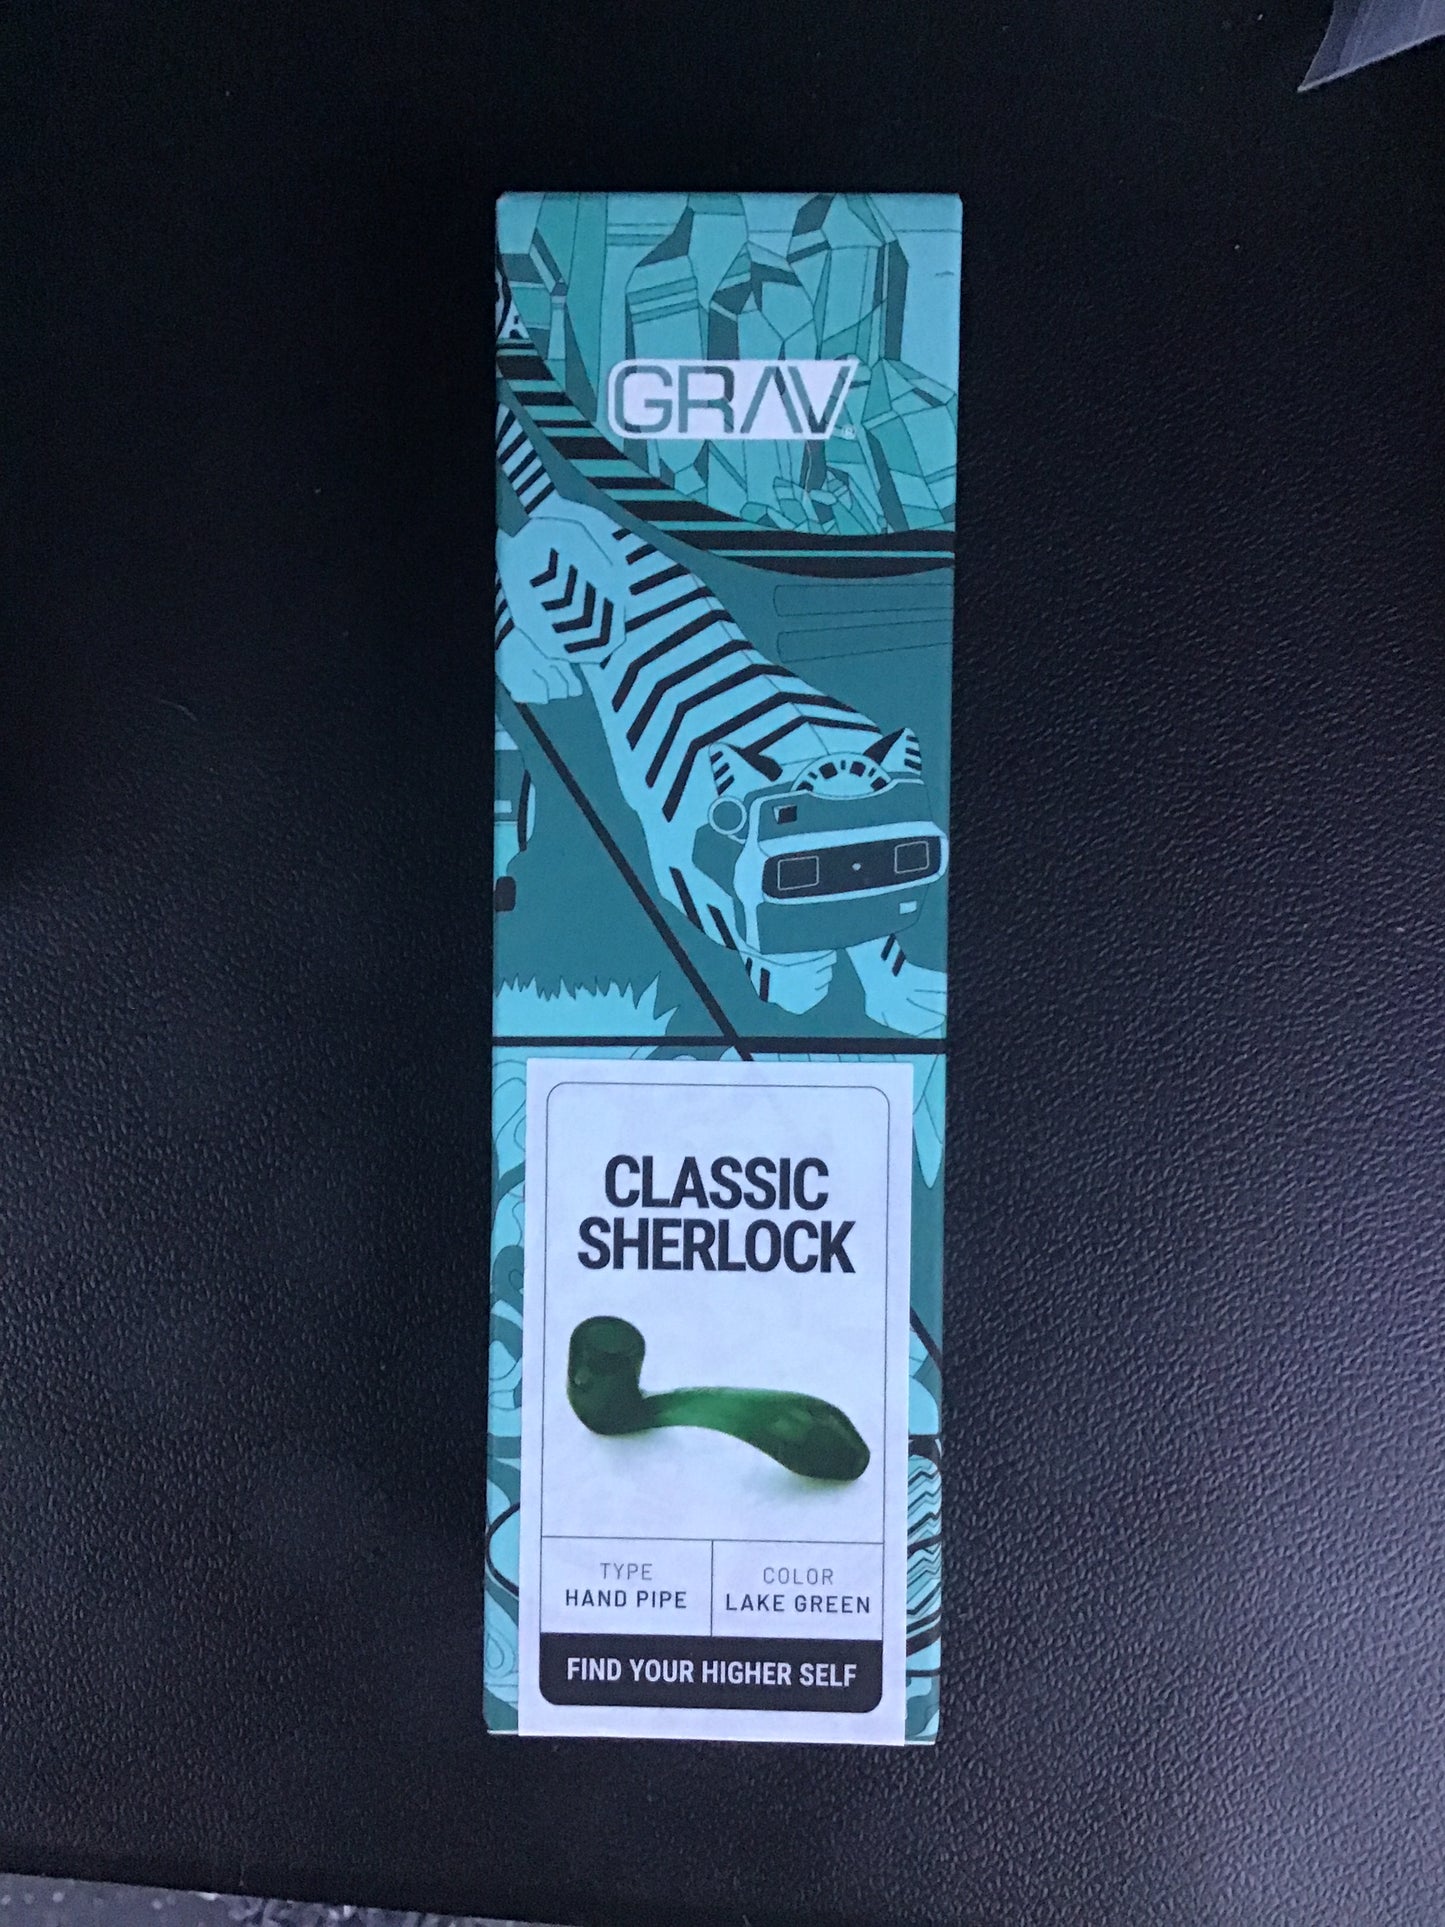 GRAV
CLASSIC
SHERLOCK
TYPE
HAND PIPE
COLOR
LAKE GREEN
FIND YOUR HIGHER SELF